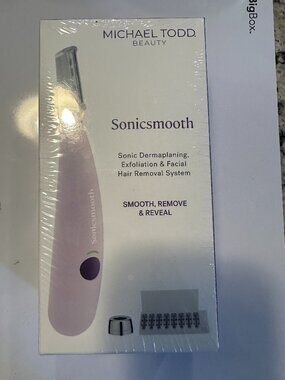 MICHAEL TODD
BEAUTY
Sonicsmooth
Sonic Dermaplaning,
Exfoliation & Facial
Hair Removal System
SMOOTH, REMOVE
& REVEAL
Sonicsmooth
BigBox.